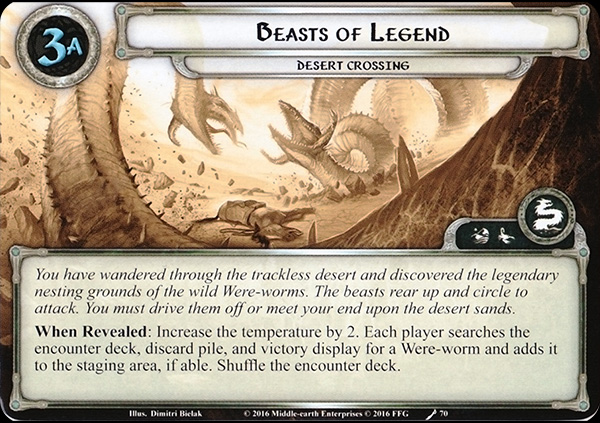 3A
BEASTS OF LEGEND
DESERT CROSSING
You have wandered through the trackless desert and discovered the legendary
nesting grounds of the wild Were-worms. The beasts rear up and circle to
attack. You must drive them off or meet your end upon the desert sands.
When Revealed: Increase the temperature by 2. Each player searches the
encounter deck, discard pile, and victory display for a Were-worm and adds it
to the staging area, if able. Shuffle the encounter deck.
Illus. Dimitri Bielak © 2016 Middle-earth Enterprises © 2016 FFG 70